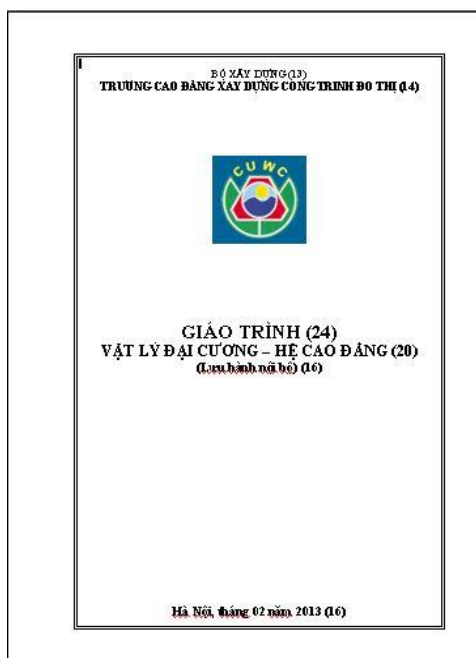 BỘ XÂY DỰNG (13)
TRƯỜNG CAO ĐẲNG XÂY DỰNG CÔNG TRÌNH ĐÔ THỊ (14)
CUWC
GIÁO TRÌNH (24)
VẬT LÝ ĐẠI CƯƠNG – HỆ CAO ĐẲNG (20)
(Lưu hành nội bộ) (16)
Hà Nội, tháng 02 năm 2013 (16)